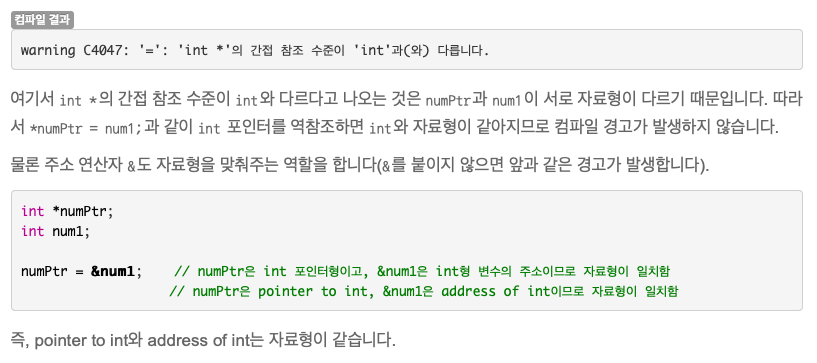 컴파일 결과
warning C4047: '=': 'int *'의 간접 참조 수준이 'int'과(와) 다릅니다.
여기서 int *의 간접 참조 수준이 int와 다르다고 나오는 것은 numPtr과 num1이 서로 자료형이 다르기 때문입니다. 따라
서 *numPtr = num1;과 같이 int 포인터를 역참조하면 int와 자료형이 같아지므로 컴파일 경고가 발생하지 않습니다.
물론 주소 연산자 &도 자료형을 맞춰주는 역할을 합니다(&를 붙이지 않으면 앞과 같은 경고가 발생합니다).
int *numPtr;
int num1;
numPtr = &num1;    // numPtr은 int 포인터형이고, &num1은 int형 변수의 주소이므로 자료형이 일치함
// numPtr은 pointer to int, &num1은 address of int이므로 자료형이 일치함
즉, pointer to int와 address of int는 자료형이 같습니다.